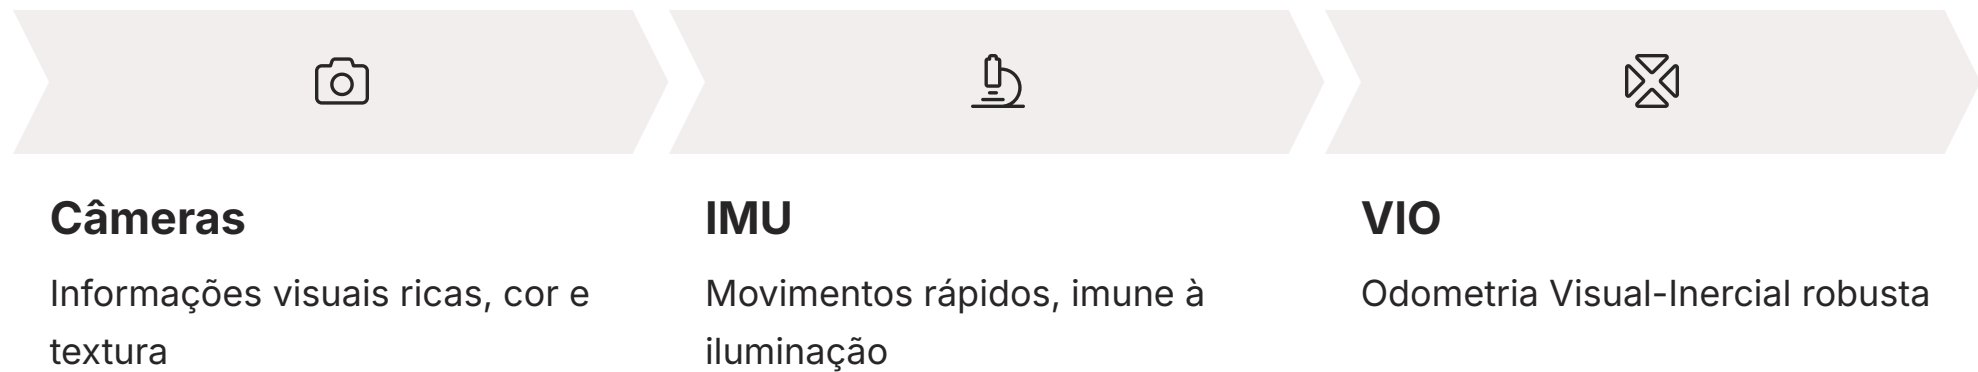 Câmeras
Informações visuais ricas, cor e
textura
IMU
Movimentos rápidos, imune à
iluminação
VIO
Odometria Visual-Inercial robusta